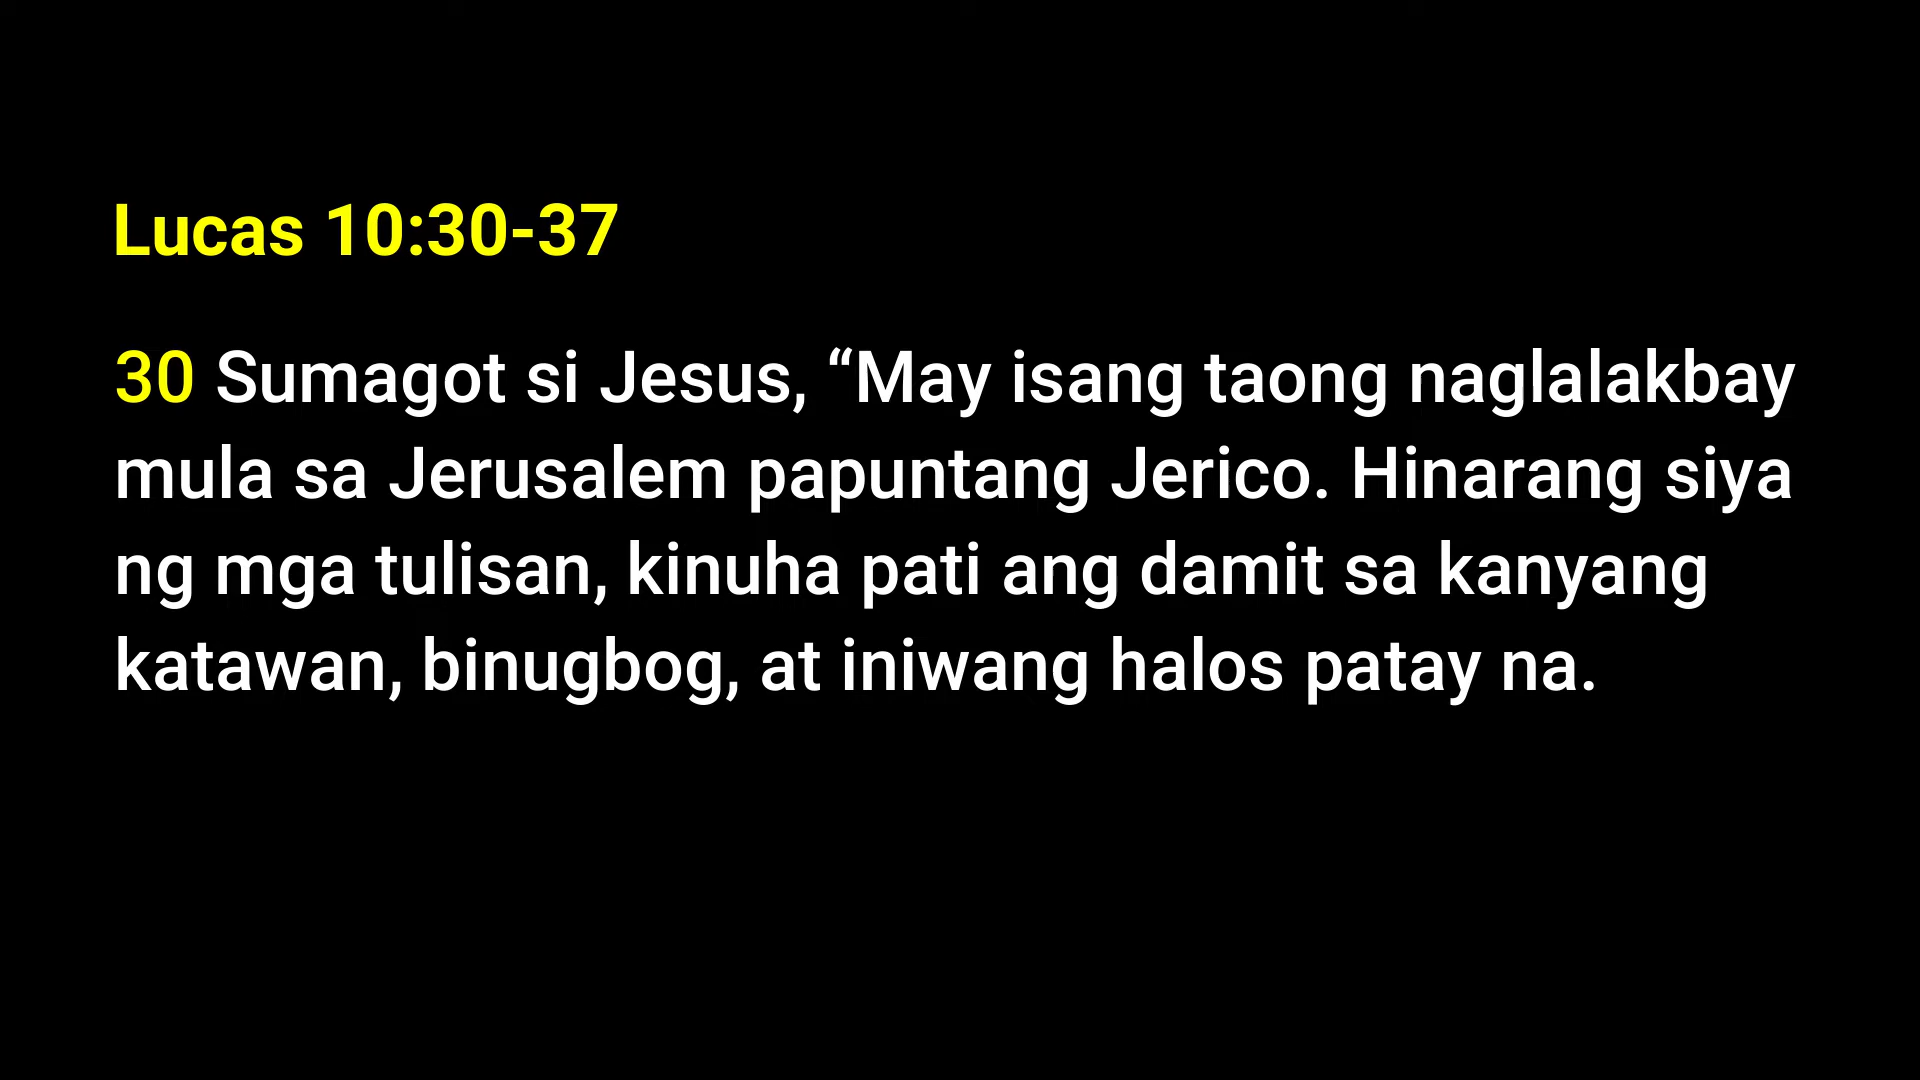 Lucas 10:30-37
30 Sumagot si Jesus, “May isang taong naglalakbay
mula sa Jerusalem papuntang Jerico. Hinarang siya
ng mga tulisan, kinuha pati ang damit sa kanyang
katawan, binugbog, at iniwang halos patay na.